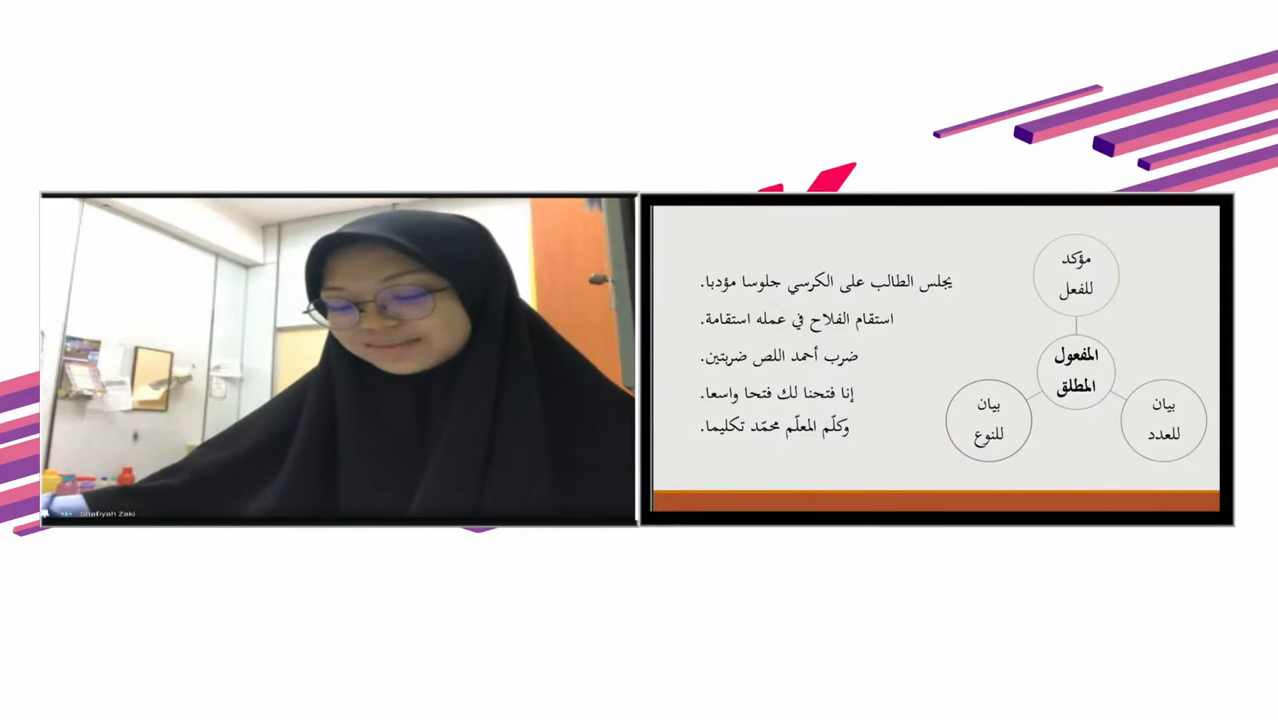 يجلس الطالب على الكرسي جلوسا مؤدبا.
استقام الفلاح في عمله استقامة.
ضرب أحمد اللص ضربتين.
إنا فتحنا لك فتحا واسعا.
وكلّم المعلّم محمّد تكليما.
مؤكد
للفعل
المفعول
المطلق
بيان
للعدد
بيان
للنوع
Shafiyah Zaki